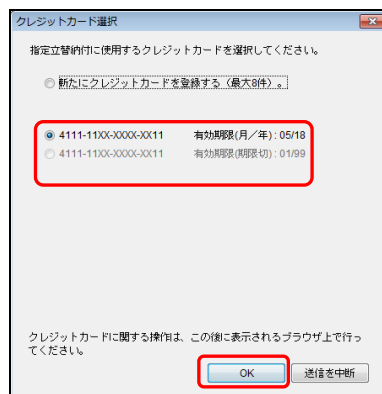 クレジットカード選択
指定立替納付に使用するクレジットカードを選択してください。
新たにクレジットカードを登録する（最大8件）。
4111-11XX-XXXX-XX11 有効期限(月／年) : 05/18
4111-11XX-XXXX-XX11 有効期限(期限切) : 01/99
クレジットカードに関する操作は、この後に表示されるブラウザ上で行っ
てください。
OK 送信を中断